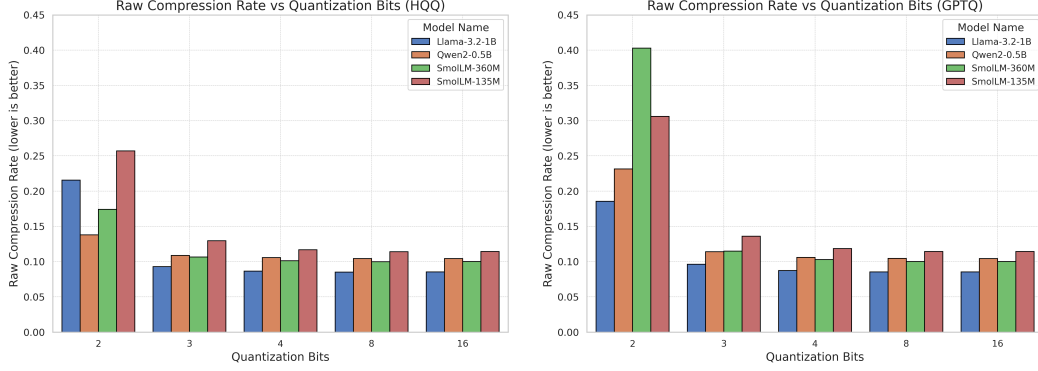 Raw Compression Rate vs Quantization Bits (HQQ)
Raw Compression Rate (lower is better)
0.45
0.40
0.35
0.30
0.25
0.20
0.15
0.10
0.05
0.00
Model Name
Llama-3.2-1B
Qwen2-0.5B
SmolLM-360M
SmolLM-135M
2 3 4 8 16
Quantization Bits
Raw Compression Rate vs Quantization Bits (GPTQ)
Raw Compression Rate (lower is better)
0.45
0.40
0.35
0.30
0.25
0.20
0.15
0.10
0.05
0.00
Model Name
Llama-3.2-1B
Qwen2-0.5B
SmolLM-360M
SmolLM-135M
2 3 4 8 16
Quantization Bits